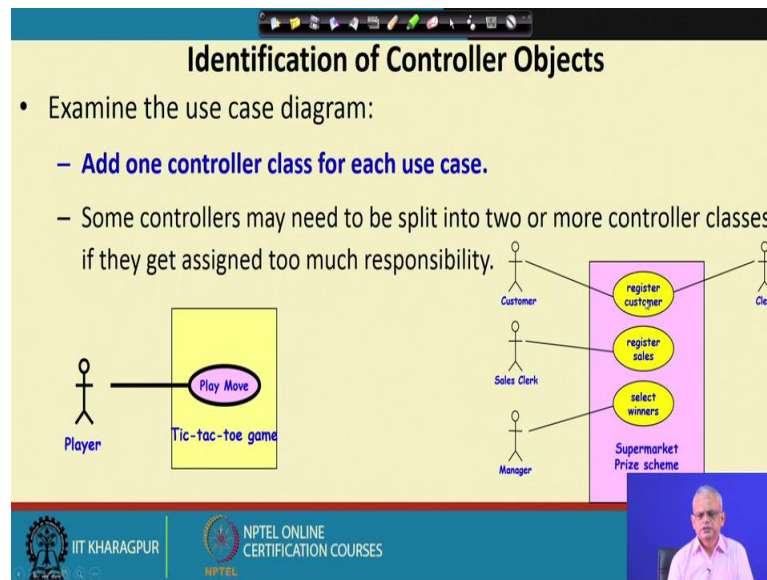 Identification of Controller Objects
• Examine the use case diagram:
– Add one controller class for each use case.
– Some controllers may need to be split into two or more controller classes
if they get assigned too much responsibility.
Player
Play Move
Tic-tac-toe game
Customer
Sales Clerk
Manager
register
customer
register
sales
select
winners
Supermarket
Prize scheme
Cle
IIT KHARAGPUR
NPTEL
NPTEL ONLINE
CERTIFICATION COURSES